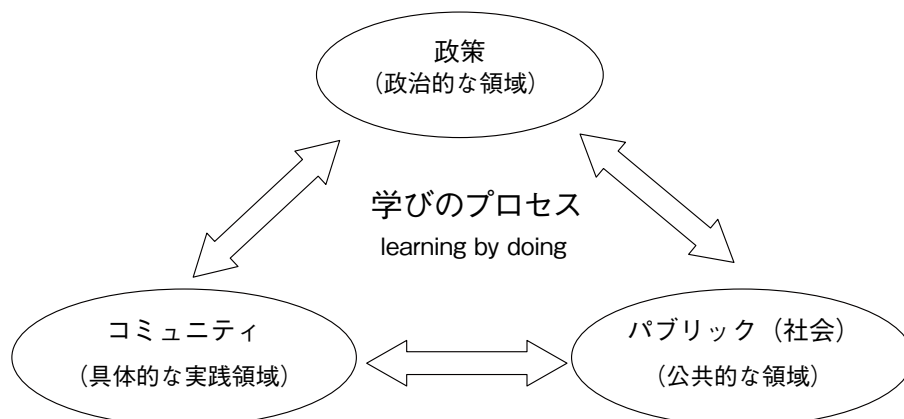 政策
(政治的な領域)
学びのプロセス
learning by doing
コミュニティ
(具体的な実践領域)
パブリック(社会)
(公共的な領域)